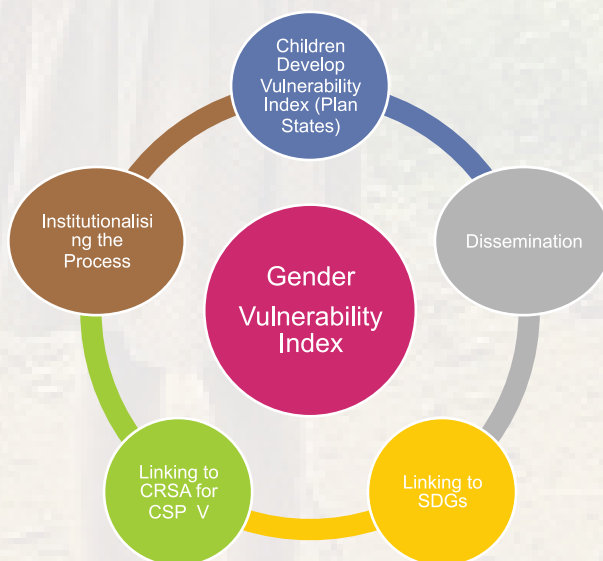 Children
Develop
Vulnerability
Index (Plan
States)
Dissemination
Linking to
SDGs
Linking to
CRSA for
CSP V
Institutionalisi
ng the
Process
Gender
Vulnerability
Index